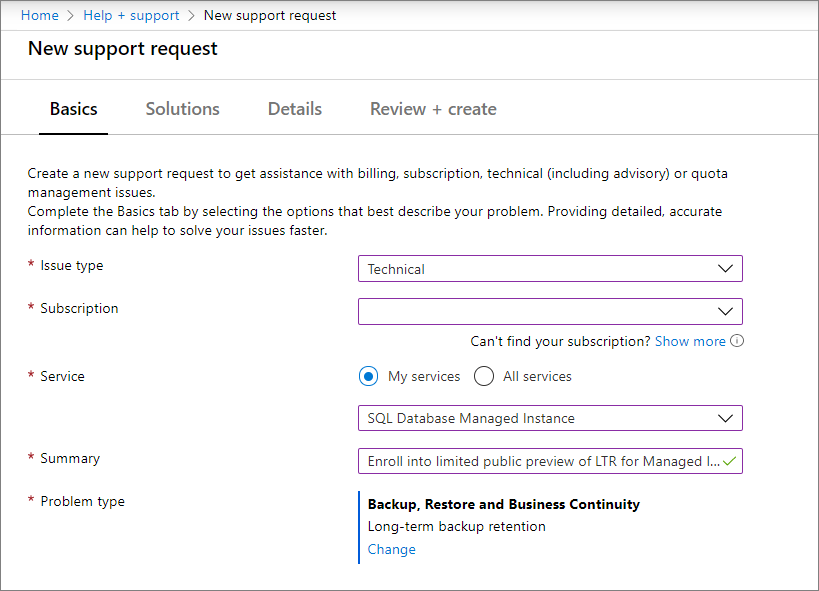 Home > Help + support > New support request
New support request
Basics Solutions Details Review + create
Create a new support request to get assistance with billing, subscription, technical (including advisory) or quota
management issues.
Complete the Basics tab by selecting the options that best describe your problem. Providing detailed, accurate
information can help to solve your issues faster.
* Issue type Technical
* Subscription
Can't find your subscription? Show more
* Service My services All services
SQL Database Managed Instance
* Summary Enroll into limited public preview of LTR for Managed I...
* Problem type Backup, Restore and Business Continuity
Long-term backup retention
Change